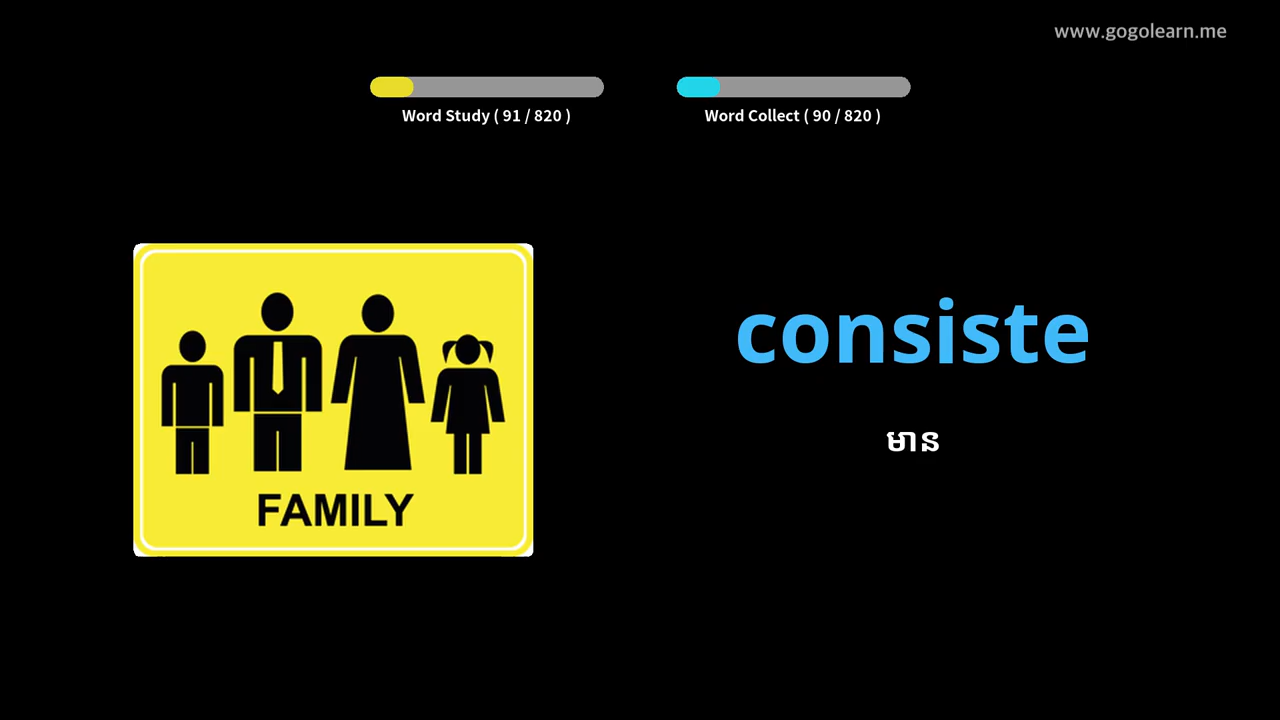 www.gogolearn.me
Word Study ( 91 / 820 )
Word Collect ( 90 / 820 )
FAMILY
consiste
មាន